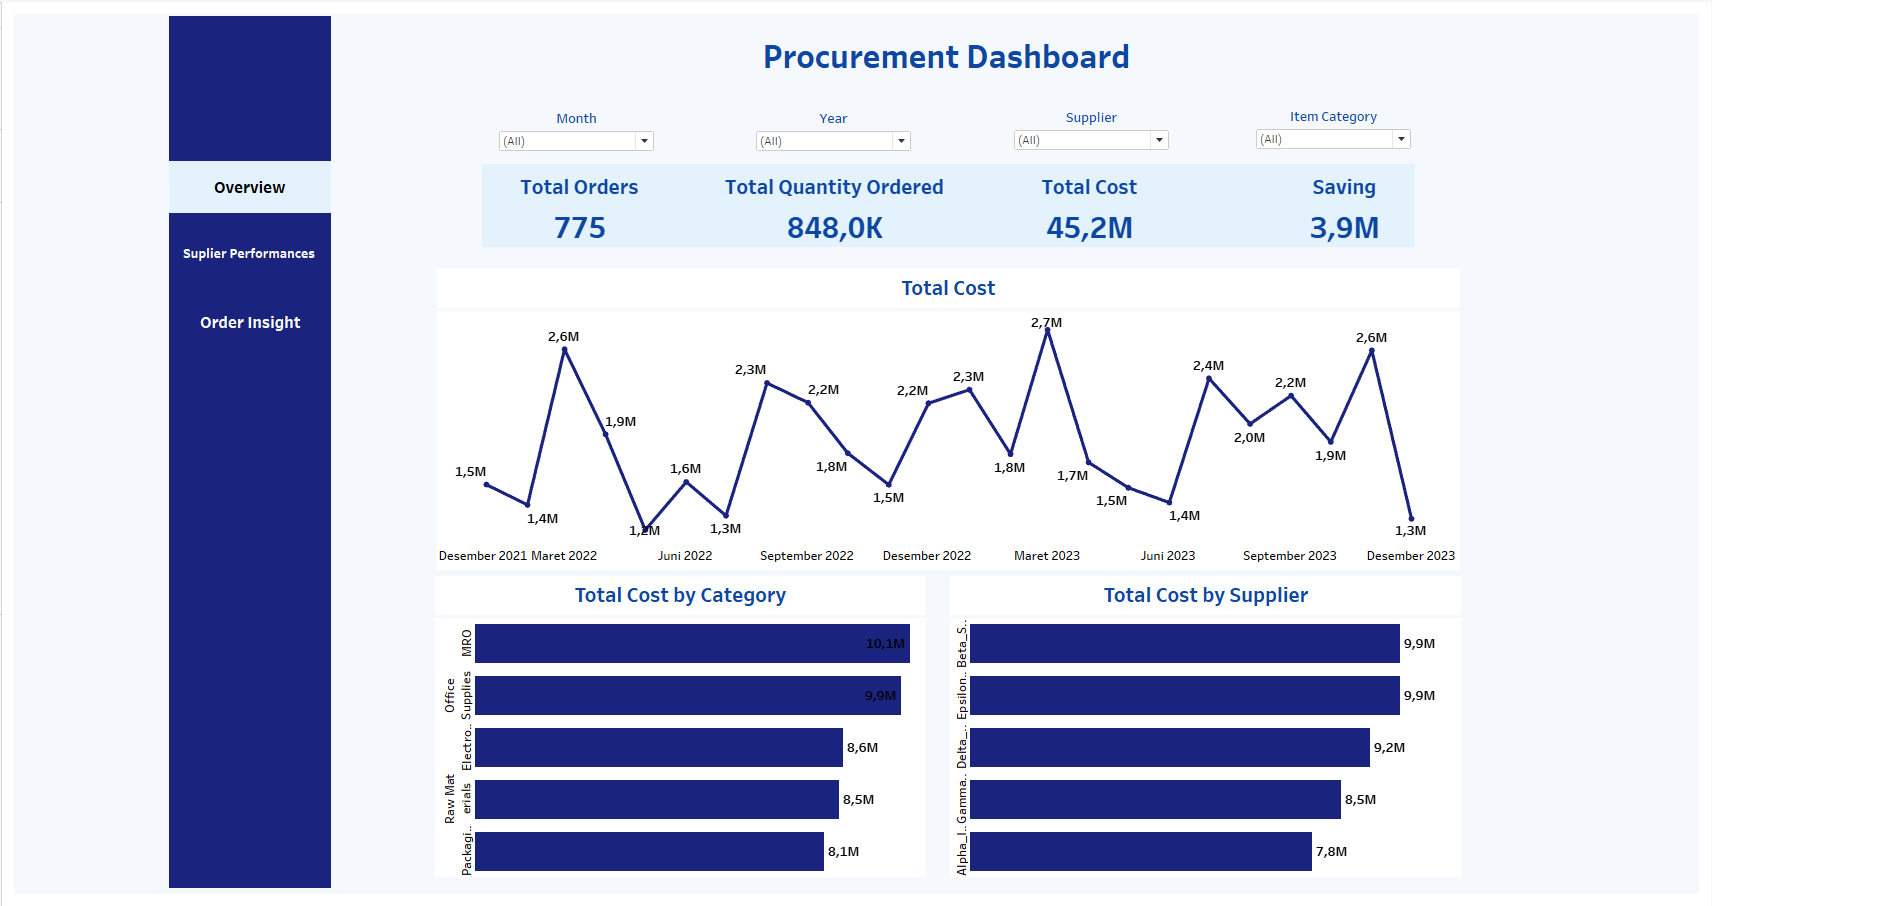 Procurement Dashboard
Month
Year
Supplier
Item Category
(All)
(All)
(All)
(All)
Overview
Suplier Performances
Order Insight
Total Orders
Total Quantity Ordered
Total Cost
Saving
775
848,0K
45,2M
3,9M
Total Cost
1,5M
1,4M
2,6M
1,9M
1,2M
1,6M
1,3M
2,3M
2,2M
1,8M
1,5M
2,2M
2,3M
1,8M
2,7M
1,7M
1,5M
1,4M
2,4M
2,0M
2,2M
1,9M
2,6M
1,3M
Desember 2021
Maret 2022
Juni 2022
September 2022
Desember 2022
Maret 2023
Juni 2023
September 2023
Desember 2023
Total Cost by Category
MRO
10,1M
Office
Supplies
9,9M
Electro..
8,6M
Raw Mat
erials
8,5M
Packagi..
8,1M
Total Cost by Supplier
Beta_S..
9,9M
Epsilon..
9,9M
Delta_..
9,2M
Gamma..
8,5M
Alpha_I..
7,8M